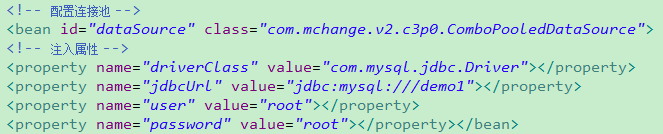 <!-- 配置连接池 -->
<bean id="dataSource" class="com.mchange.v2.c3p0.ComboPooledDataSource">
<!-- 注入属性 -->
<property name="driverClass" value="com.mysql.jdbc.Driver"></property>
<property name="jdbcUrl" value="jdbc:mysql:///demo1"></property>
<property name="user" value="root"></property>
<property name="password" value="root"></property></bean>